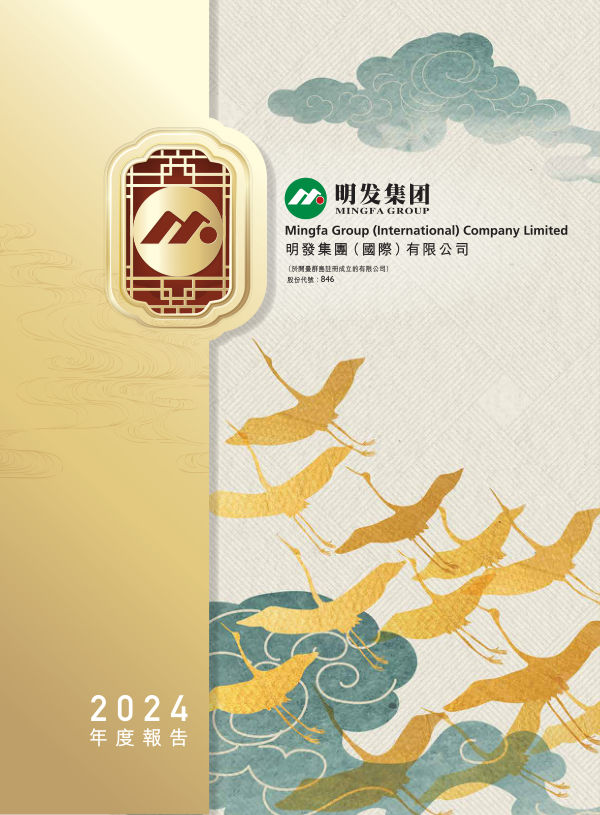 明发集团
MINGFA GROUP
Mingfa Group (International) Company Limited
明發集團（國際）有限公司
（於開曼群島註冊成立的有限公司）
股份代號：846
2024
年度報告